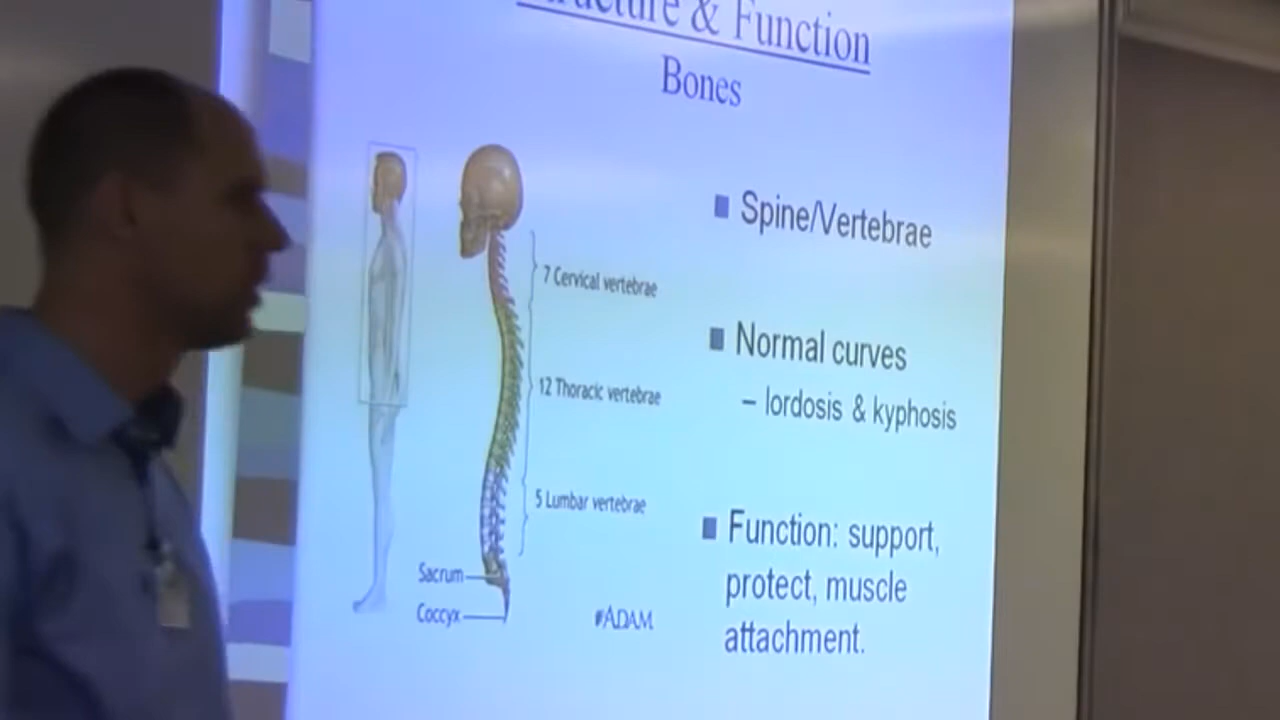 & Function
Bones
Spine/Vertebrae
7 Cervical vertebrae
Normal curves
12 Thoracic vertebrae
– lordosis & kyphosis
5 Lumbar vertebrae
Function: support,
protect, muscle
attachment.
Sacrum
Coccyx
ADAM